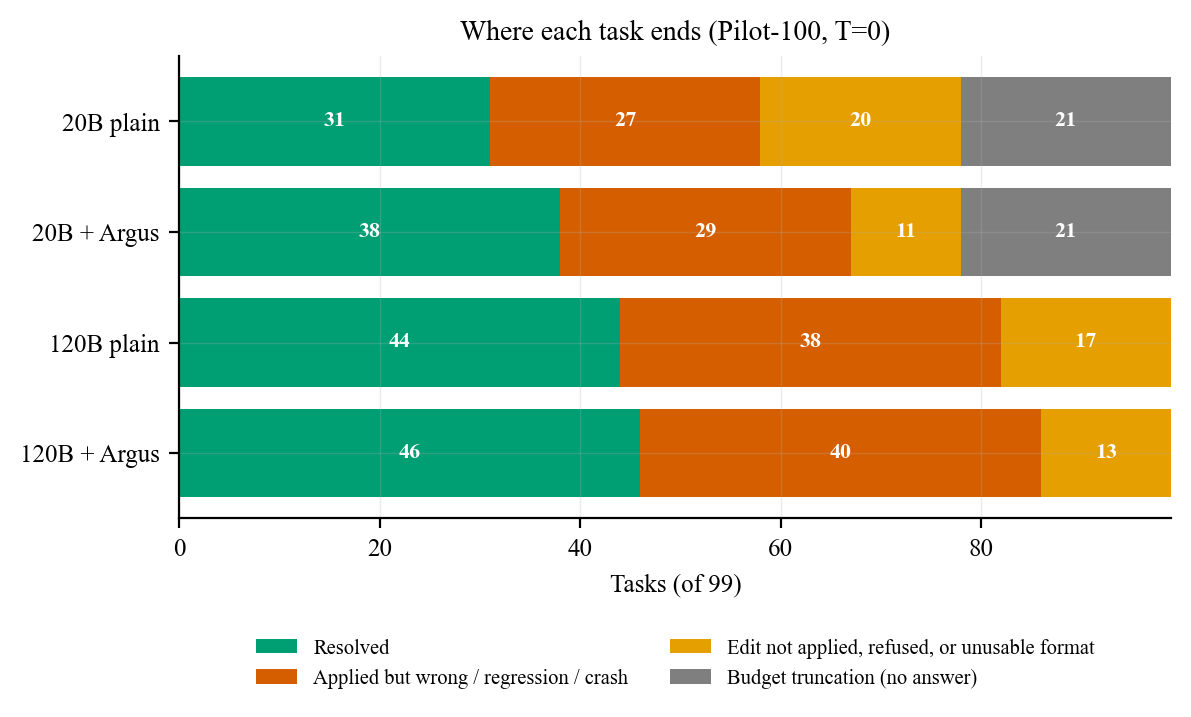 Where each task ends (Pilot-100, T=0)
20B plain 31 27 20 21
20B + Argus 38 29 11 21
120B plain 44 38 17
120B + Argus 46 40 13
0 20 40 60 80
Tasks (of 99)
Resolved
Applied but wrong / regression / crash
Edit not applied, refused, or unusable format
Budget truncation (no answer)